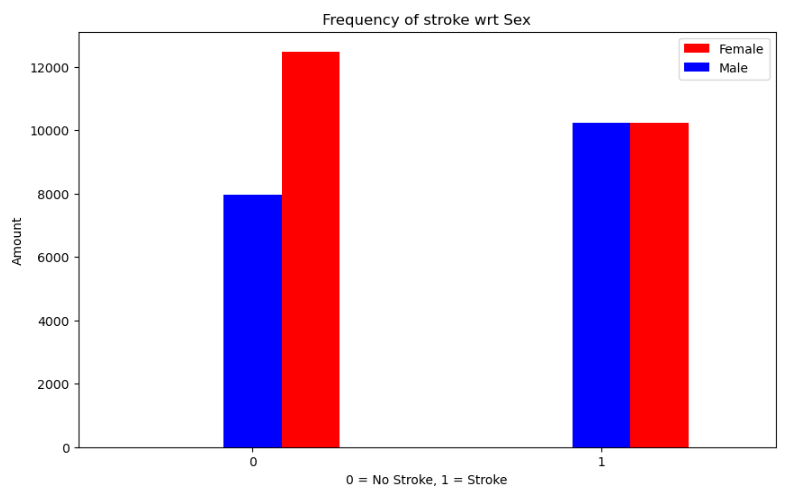 Frequency of stroke wrt Sex
Female
Male
12000
10000
8000
6000
4000
2000
0
Amount
0
1
0 = No Stroke, 1 = Stroke